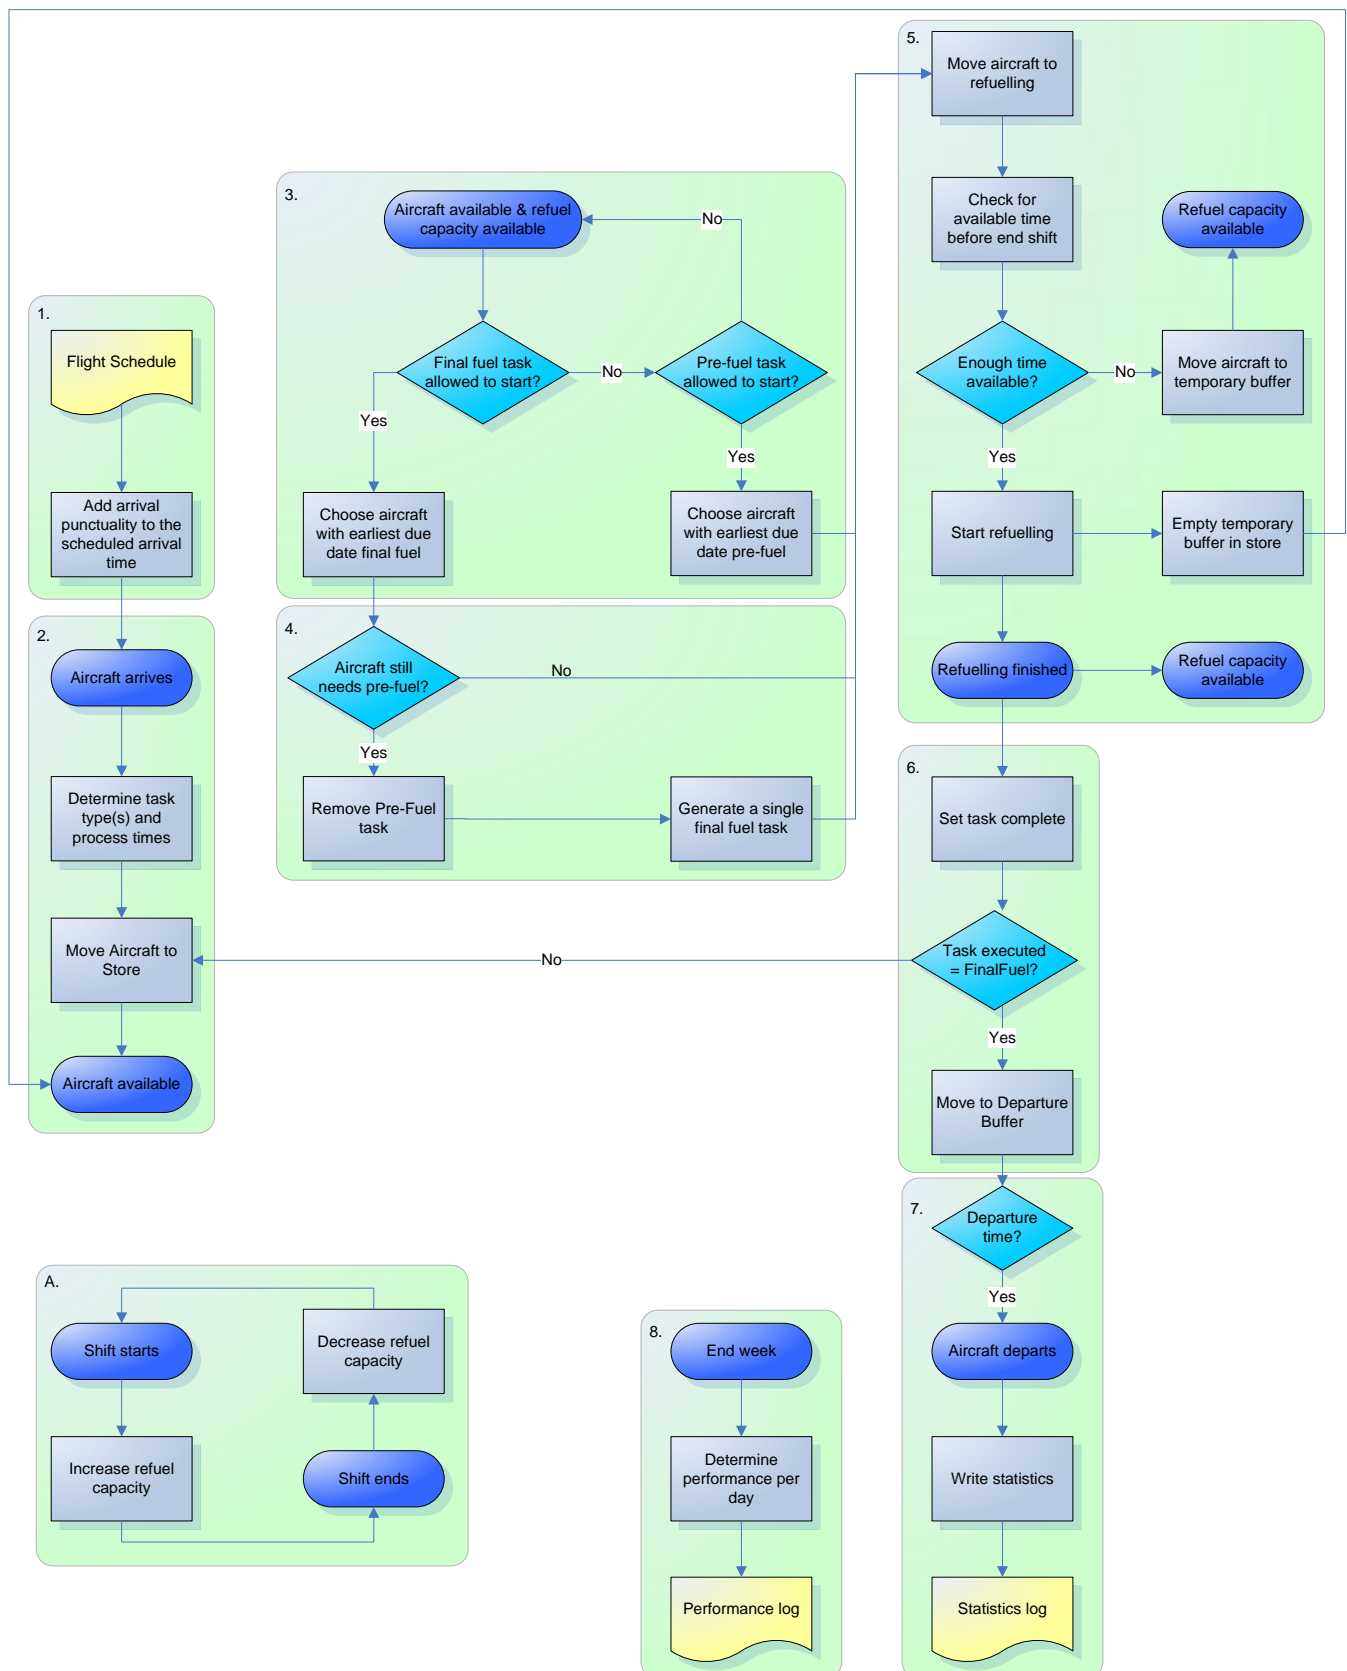 1.
Flight Schedule
Add arrival
punctuality to the
scheduled arrival
time
2.
Aircraft arrives
Determine task
type(s) and
process times
Move Aircraft to
Store
Aircraft available
3.
Aircraft available & refuel
capacity available
No
Final fuel task
allowed to start?
No
Pre-fuel task
allowed to start?
Yes
Yes
Choose aircraft
with earliest due
date final fuel
Choose aircraft
with earliest due
date pre-fuel
4.
Aircraft still
needs pre-fuel?
No
Yes
Remove Pre-Fuel
task
Generate a single
final fuel task
5.
Move aircraft to
refuelling
Check for
available time
before end shift
Refuel capacity
available
Enough time
available?
No
Move aircraft to
temporary buffer
Yes
Start refuelling
Empty temporary
buffer in store
Refuelling finished
Refuel capacity
available
6.
Set task complete
Task executed
= FinalFuel?
No
Yes
Move to Departure
Buffer
7.
Departure
time?
Yes
Aircraft departs
Write statistics
Statistics log
8.
End week
Determine
performance per
day
Performance log
A.
Shift starts
Decrease refuel
capacity
Increase refuel
capacity
Shift ends